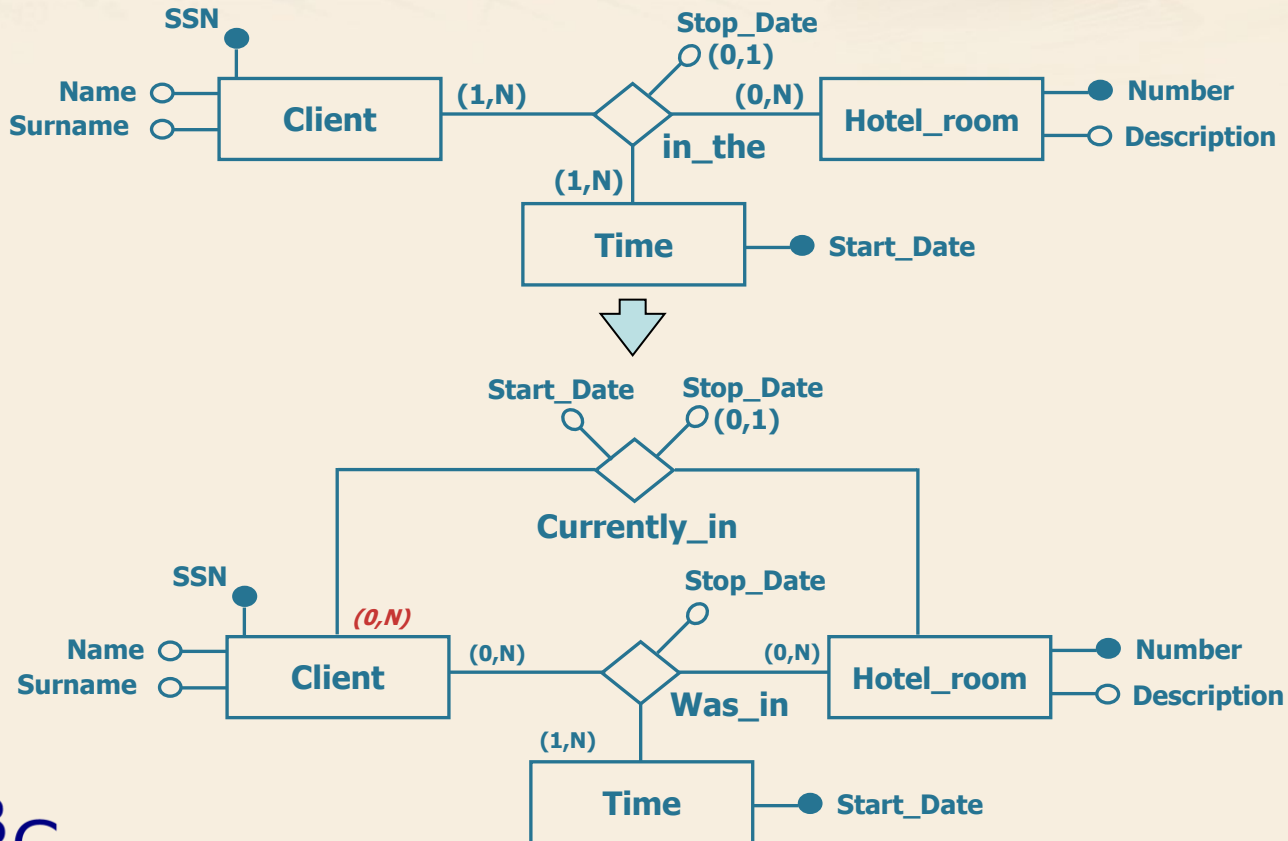 SSN
Name
Surname
Client
(1,N)
Stop_Date
(0,1)
(0,N)
in_the
Hotel_room
Number
Description
(1,N)
Time
Start_Date
Start_Date
Stop_Date
(0,1)
Currently_in
SSN
(0,N)
Name
Surname
Client
(0,N)
Stop_Date
(0,N)
Was_in
Hotel_room
Number
Description
(1,N)
Time
Start_Date